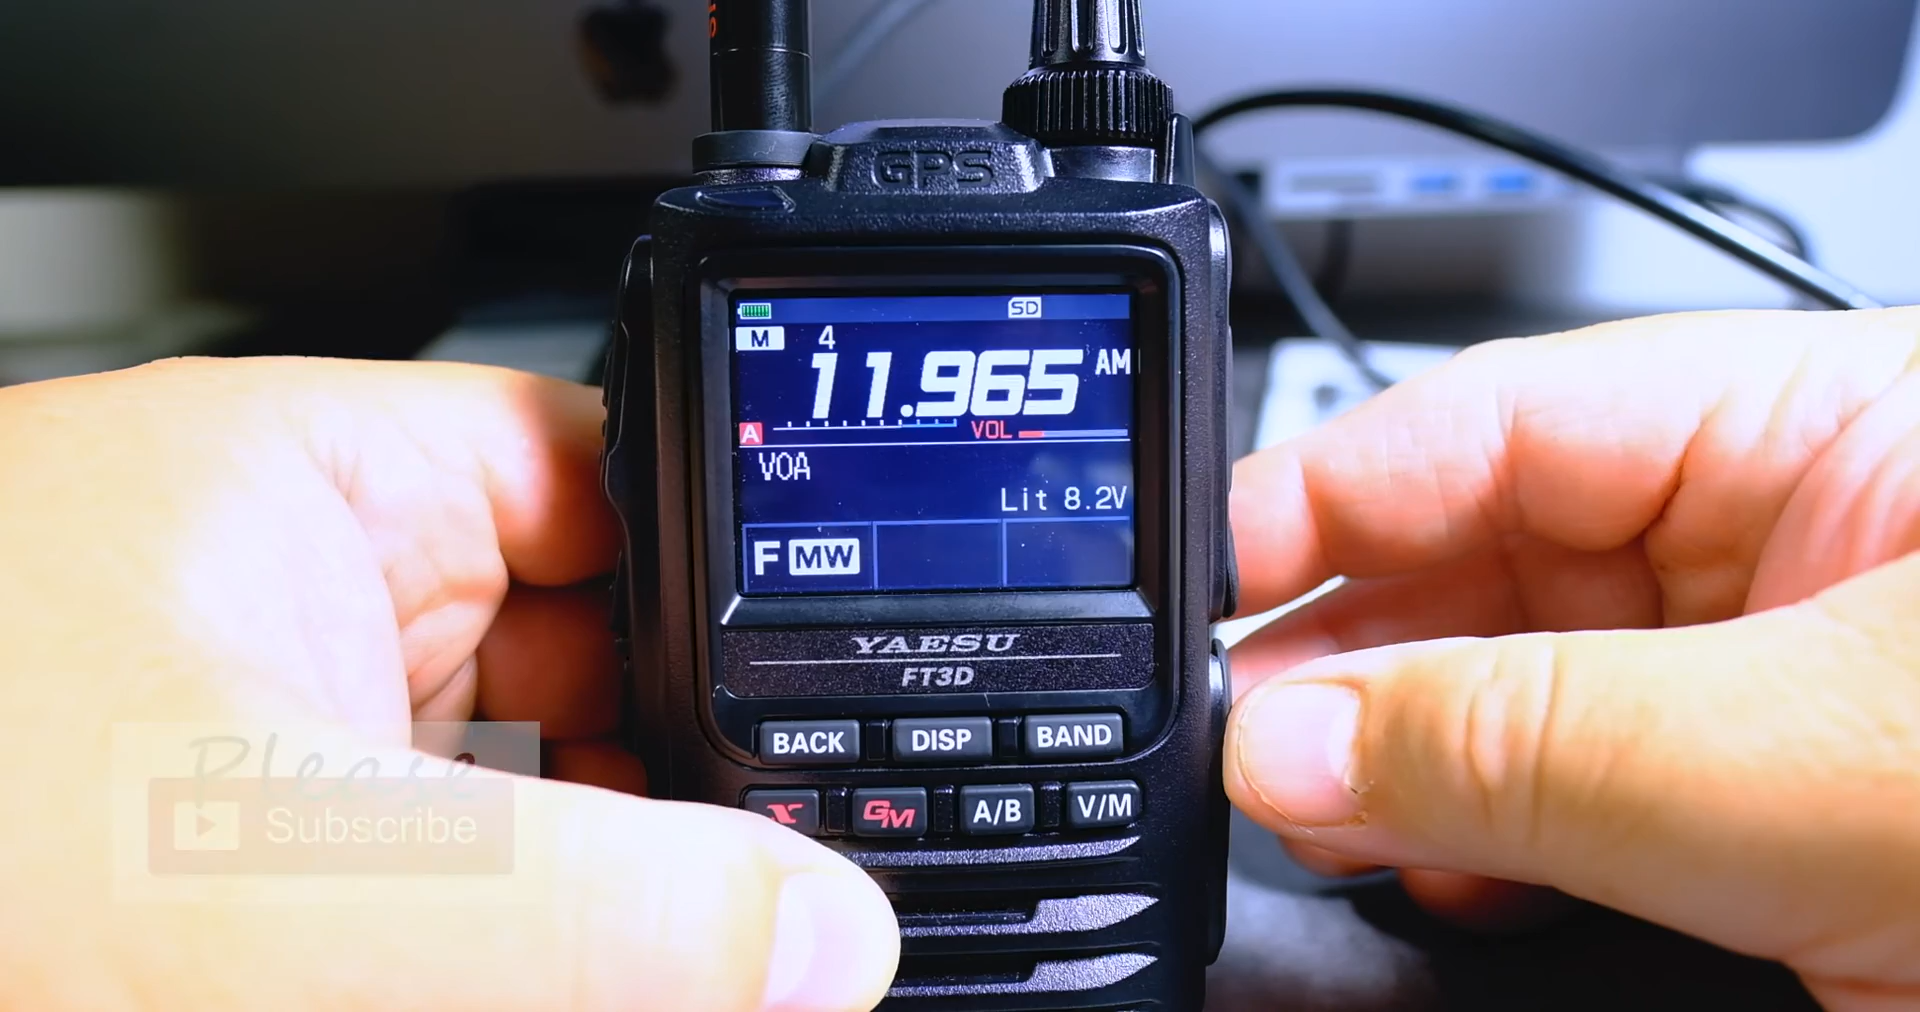 GPS
SD
M 4
11.965 AM
A VOL
VOA
Lit 8.2V
F MW
YAESU
FT3D
BACK DISP BAND
X GM A/B V/M
Please
Subscribe